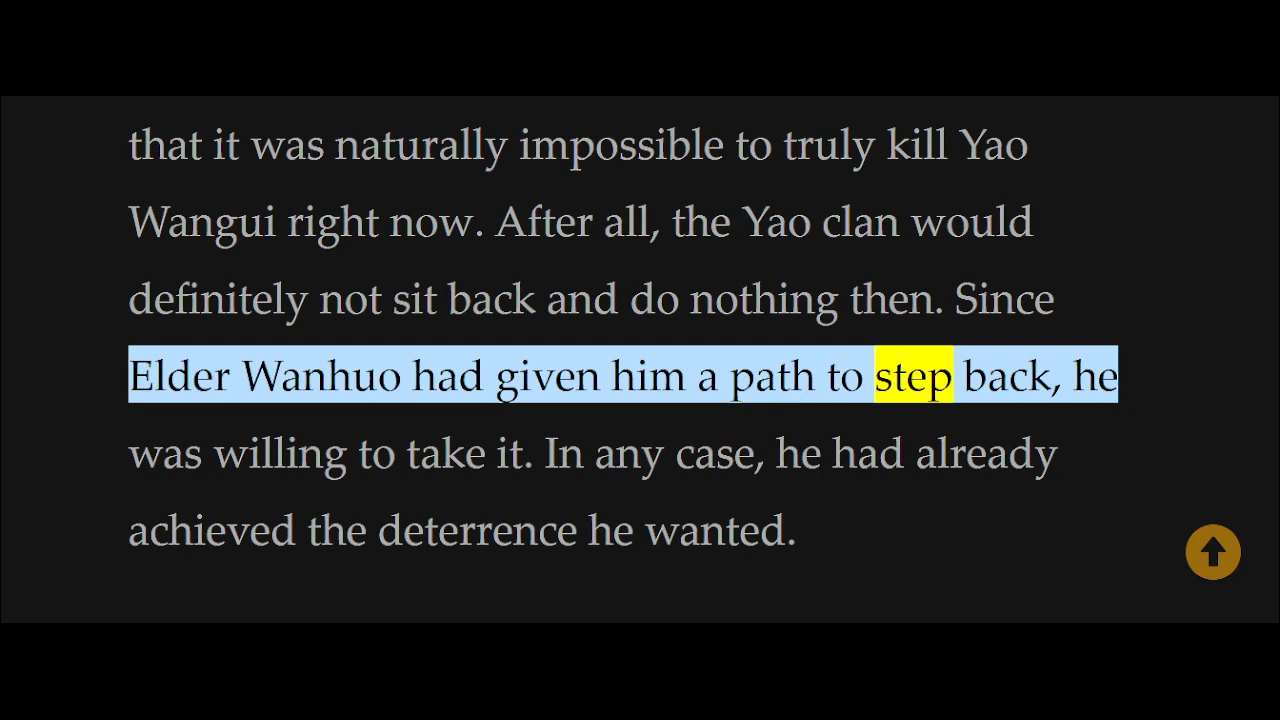 that it was naturally impossible to truly kill Yao
Wangui right now. After all, the Yao clan would
definitely not sit back and do nothing then. Since
Elder Wanhuo had given him a path to step back, he
was willing to take it. In any case, he had already
achieved the deterrence he wanted.